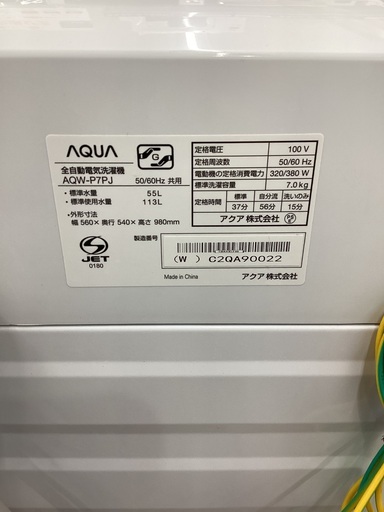 AQUA
全自動電気洗濯機
AQW-P7PJ 50/60Hz 共用
・標準水量 55L
・標準使用水量 113L
・外形寸法
幅 560× 奥行 540×高さ 980mm
JET
0180
定格電圧 100 V
定格周波数 50/60 Hz
電動機の定格消費電力 320/380 W
標準洗濯容量 7.0kg
定格時間 標準 自分流 洗いのみ
37分 56分 15分
アクア 株式会社
製造番号
(W) C2QA90022
Made in China
アクア 株式会社